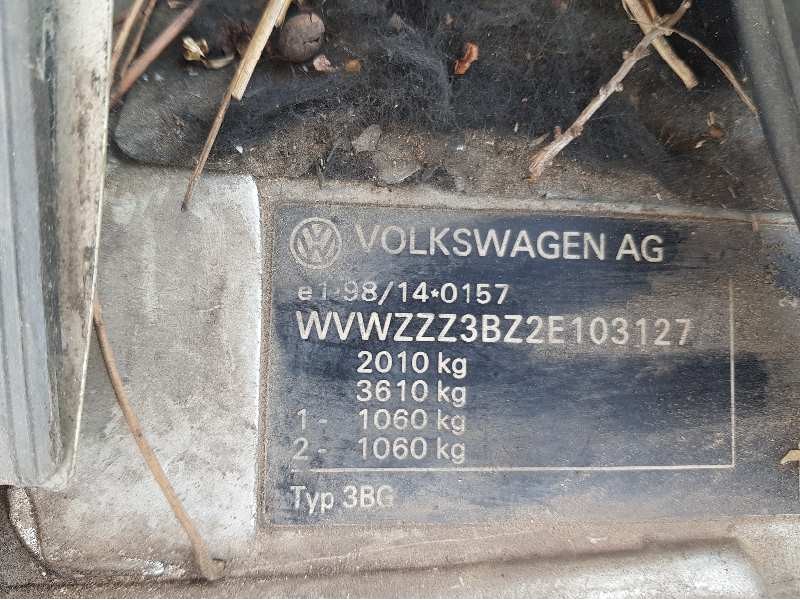 VOLKSWAGEN AG
e1*98/14*0157
WVWZZZ3BZ2E103127
2010 kg
3610 kg
1- 1060 kg
2- 1060 kg
Typ 3BG